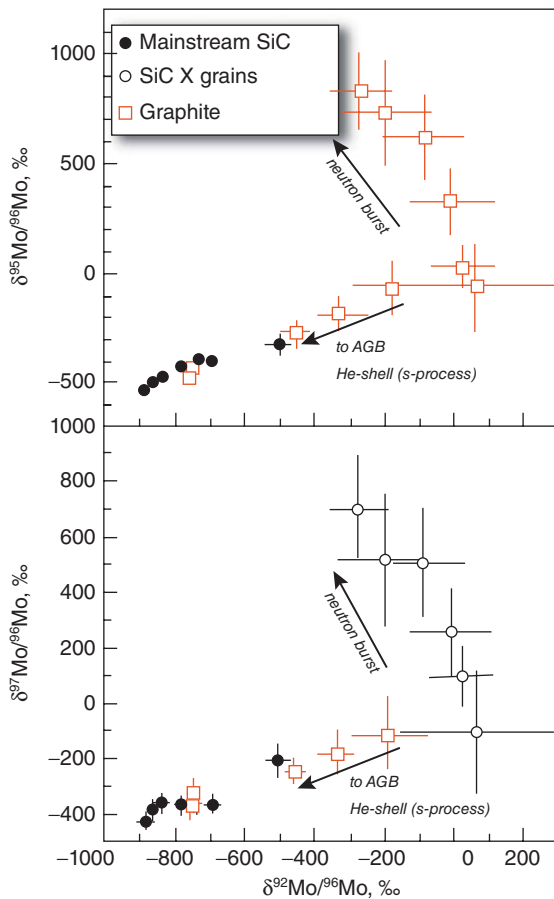 1000
Mainstream SiC
SiC X grains
Graphite
500
neutron burst
δ95Mo/96Mo, ‰
0
to AGB
He-shell (s-process)
−500
1000
800
600
neutron burst
400
δ97Mo/96Mo, ‰
200
0
−200
to AGB
He-shell (s-process)
−400
−1000 −800 −600 −400 −200 0 200
δ92Mo/96Mo, ‰